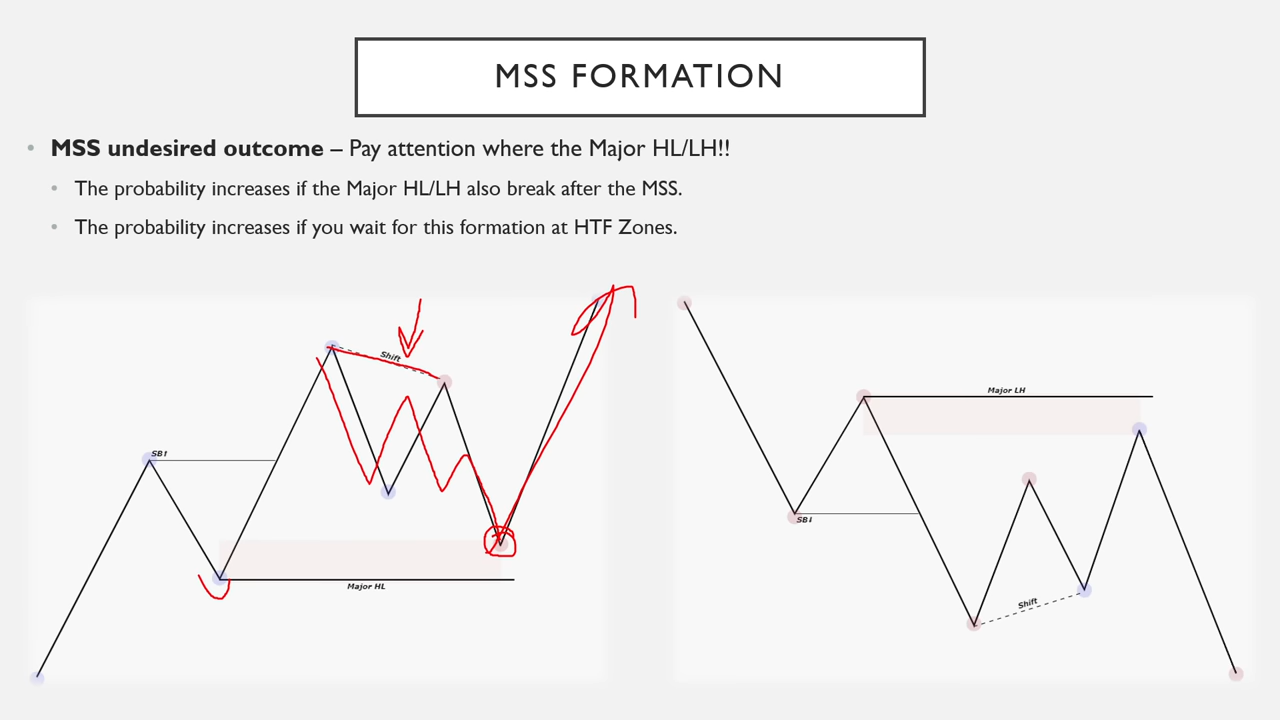 MSS FORMATION
• MSS undesired outcome – Pay attention where the Major HL/LH!!
• The probability increases if the Major HL/LH also break after the MSS.
• The probability increases if you wait for this formation at HTF Zones.
Shift
SB↑
Major HL
Major LH
SB↓
Shift